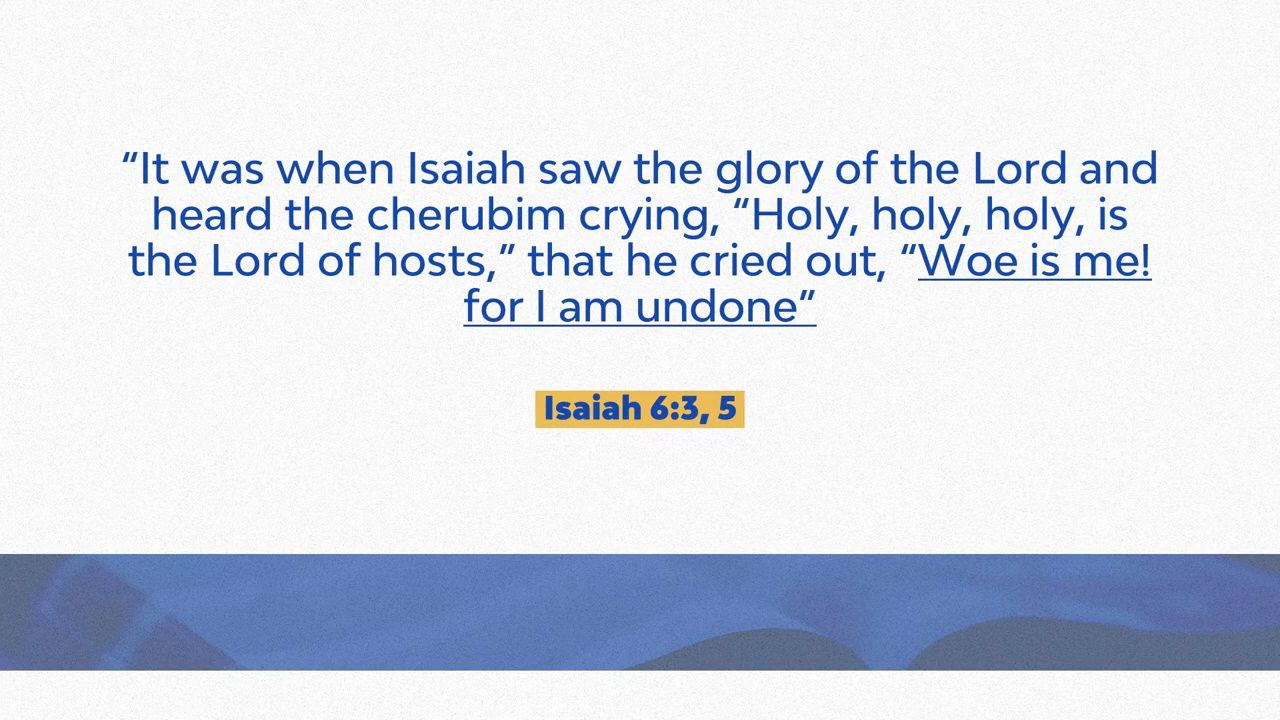 “It was when Isaiah saw the glory of the Lord and
heard the cherubim crying, “Holy, holy, holy, is
the Lord of hosts,” that he cried out, “Woe is me!
for I am undone”
Isaiah 6:3, 5